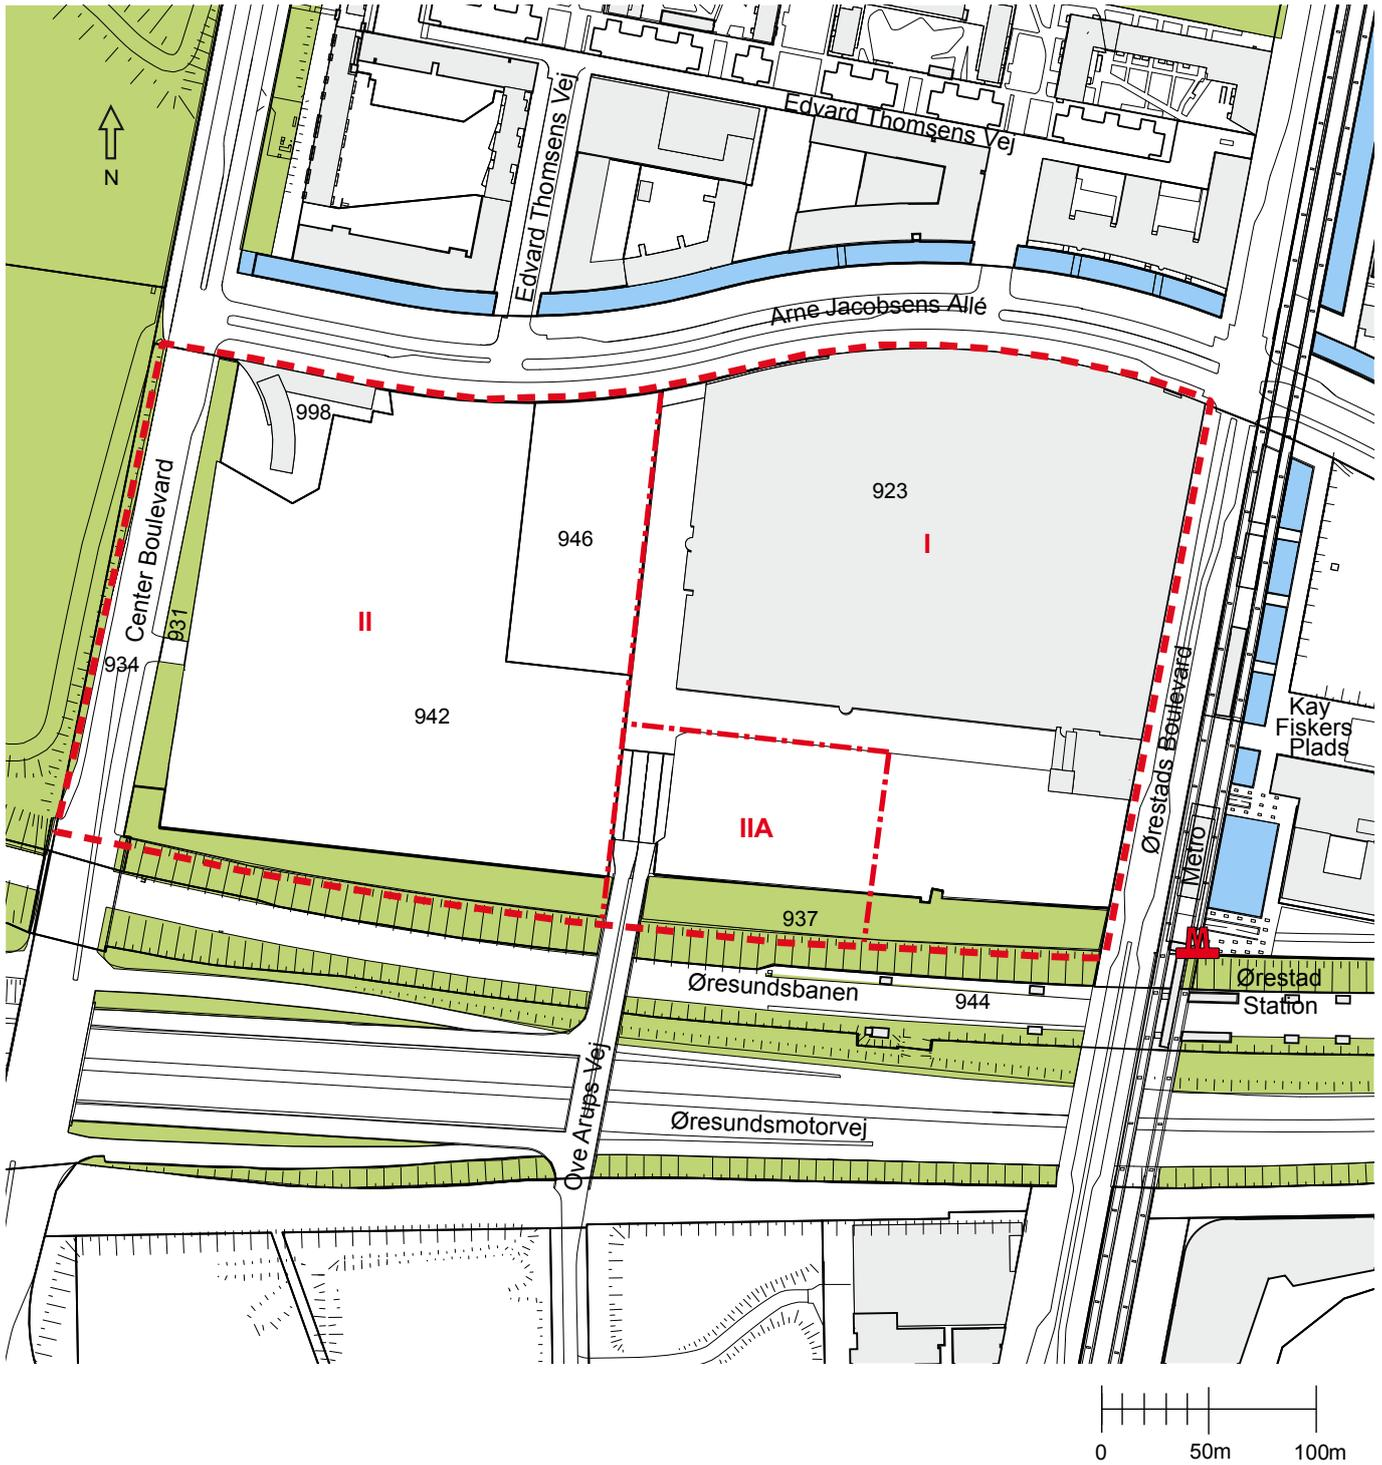 Edvard Thomsens Vej
Edvard Thomsens Vej
N
Arne Jacobsens Allé
998
923
946
I
Center Boulevard
II
931
934
942
Ørestads Boulevard
Kay
Fiskers
Plads
IIA
Metro
937
M
Øresundsbanen
944
Ørestad
Station
Ove Arups Vej
Øresundsmotorvej
0
50m
100m